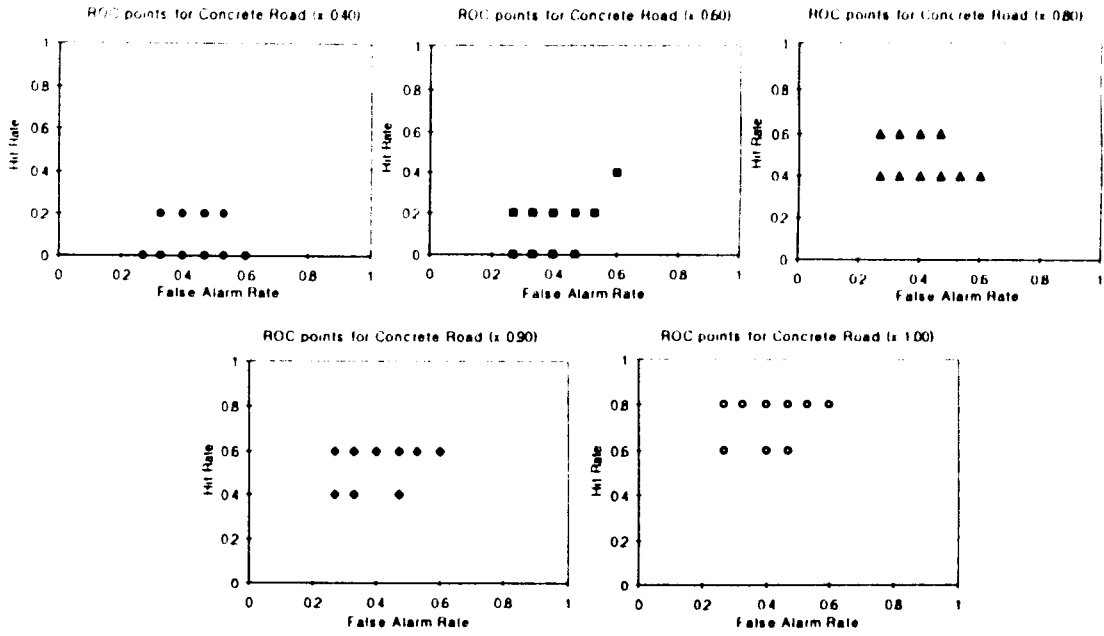 ROC points for Concrete Road (x 0.40)
1
0.8
0.6
0.4
0.2
0
Hit Rate
0 0.2 0.4 0.6 0.8 1
False Alarm Rate
ROC points for Concrete Road (x 0.60)
1
0.8
0.6
0.4
0.2
0
Hit Rate
0 0.2 0.4 0.6 0.8 1
False Alarm Rate
ROC points for Concrete Road (x 0.80)
1
0.8
0.6
0.4
0.2
0
Hit Rate
0 0.2 0.4 0.6 0.8 1
False Alarm Rate
ROC points for Concrete Road (x 0.90)
1
0.8
0.6
0.4
0.2
0
Hit Rate
0 0.2 0.4 0.6 0.8 1
False Alarm Rate
ROC points for Concrete Road (x 1.00)
1
0.8
0.6
0.4
0.2
0
Hit Rate
0 0.2 0.4 0.6 0.8 1
False Alarm Rate